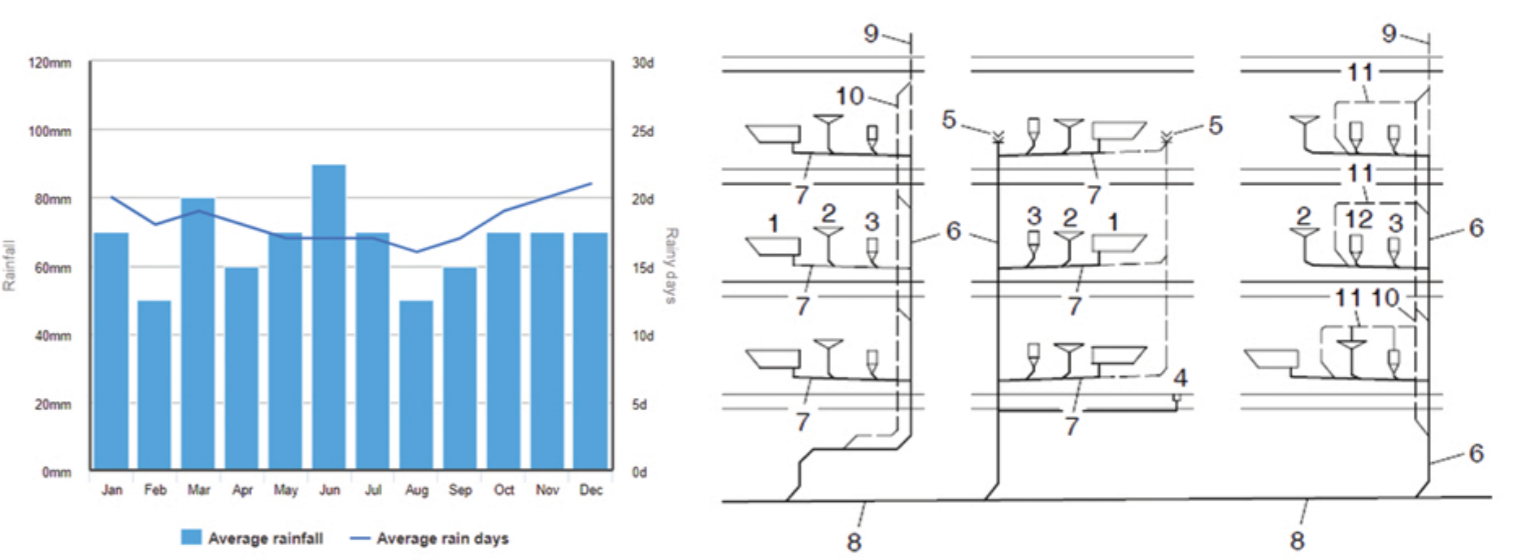 120mm
100mm
80mm
60mm
40mm
20mm
0mm
Rainfall
30d
25d
20d
15d
10d
5d
0d
Rainy days
Jan Feb Mar Apr May Jun Jul Aug Sep Oct Nov Dec
Average rainfall Average rain days
9 9
11
10
5 5
7 7
11
1 2 3 6 3 2 1 2 12 3 6
7 7
11 10
4
7 7
6
8 8